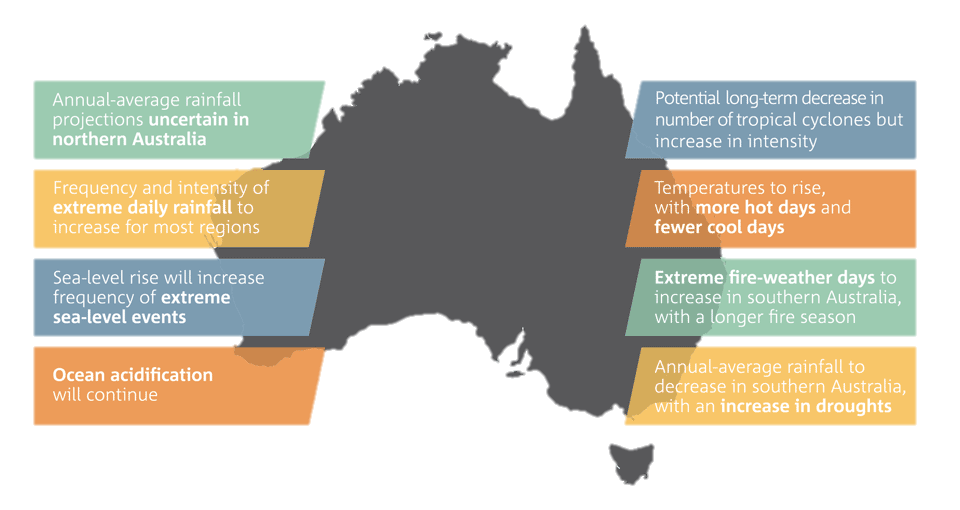 Annual-average rainfall
projections uncertain in
northern Australia
Frequency and intensity of
extreme daily rainfall to
increase for most regions
Sea-level rise will increase
frequency of extreme
sea-level events
Ocean acidification
will continue
Potential long-term decrease in
number of tropical cyclones but
increase in intensity
Temperatures to rise,
with more hot days and
fewer cool days
Extreme fire-weather days to
increase in southern Australia,
with a longer fire season
Annual-average rainfall to
decrease in southern Australia,
with an increase in droughts